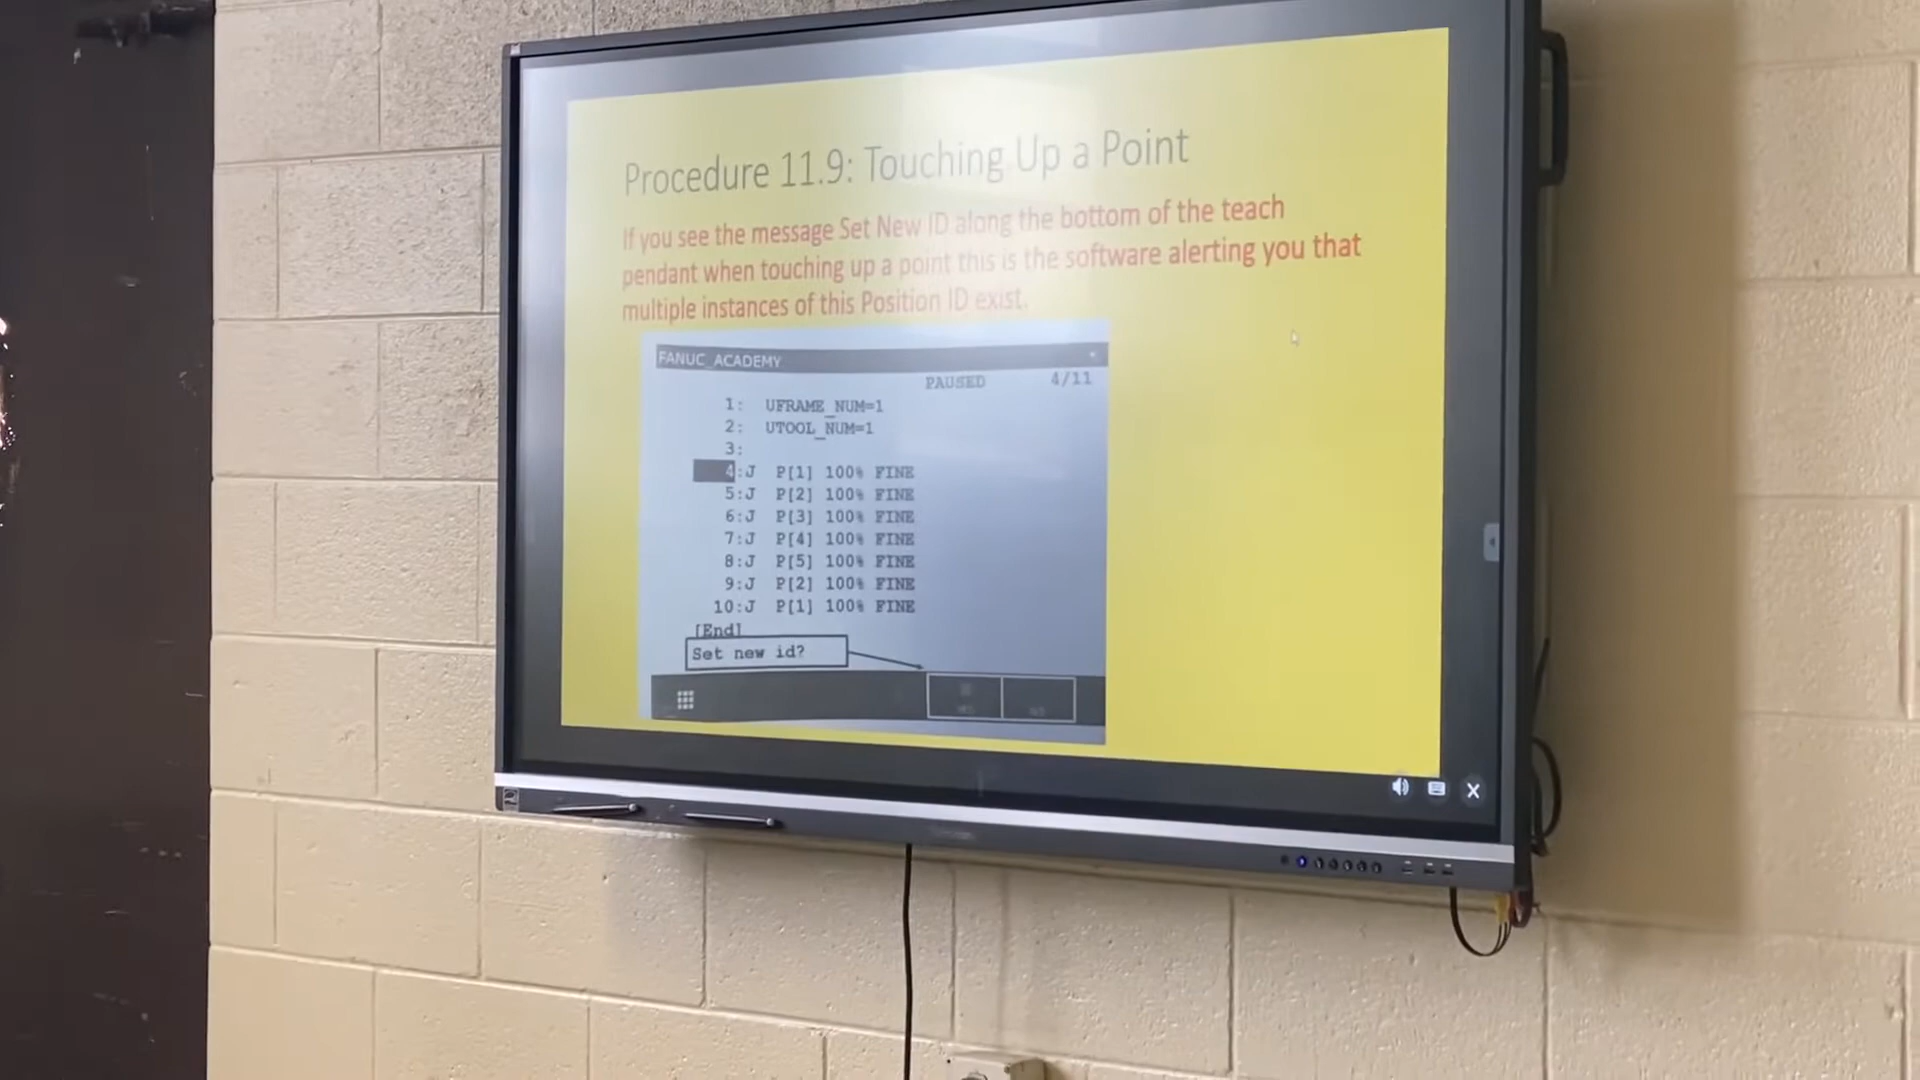 Procedure 11.9: Touching Up a Point
If you see the message Set New ID along the bottom of the teach
pendant when touching up a point this is the software alerting you that
multiple instances of this Position ID exist.
FANUC_ACADEMY
PAUSED 4/11
1: UFRAME_NUM=1
2: UTOOL_NUM=1
3:
4:J P[1] 100% FINE
5:J P[2] 100% FINE
6:J P[3] 100% FINE
7:J P[4] 100% FINE
8:J P[5] 100% FINE
9:J P[2] 100% FINE
10:J P[1] 100% FINE
[End]
Set new id?